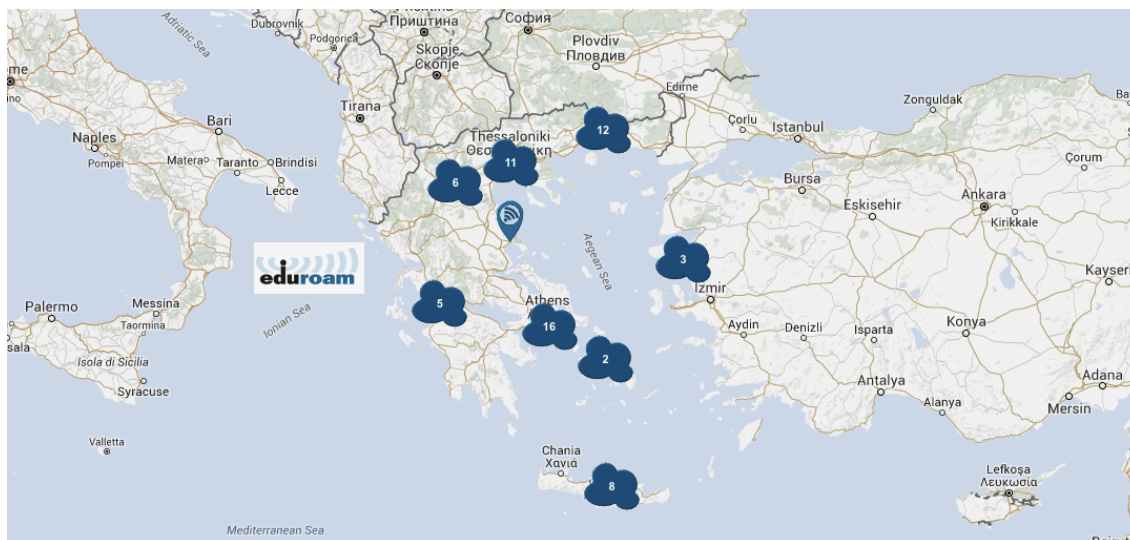 Dubrovnik
Podgorica
Adriatic Sea
Приштина
София
Skopje
Скопје
Plovdiv
Пловдив
Edirne
Tirana
Bari
Naples
Pompei
Matera
Taranto
Brindisi
Lecce
Thessaloniki
12
11
6
Çorlu
Istanbul
Zonguldak
Bursa
Eskisehir
Ankara
Kirikkale
Çorum
Kayseri
Aegean Sea
3
Izmir
eduroam
5
Athens
16
2
Ionian Sea
Palermo
Messina
Taormina
Isola di Sicilia
Syracuse
Valletta
Aydin
Denizli
Isparta
Konya
Antalya
Alanya
Adana
Mersin
Chania
Χανιά
8
Lefkoşa
Λευκωσία
Mediterranean Sea